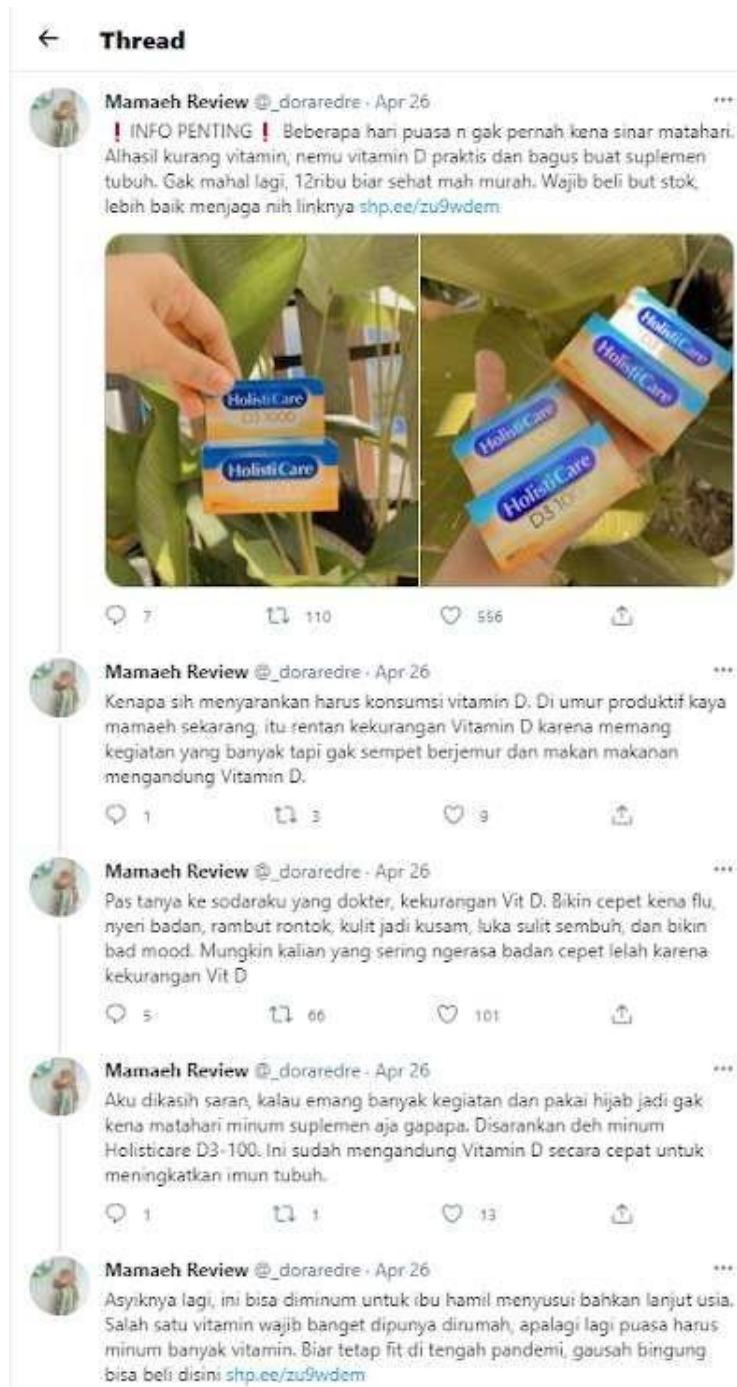 Thread
Mamaeh Review @_doraredre · Apr 26
❗ INFO PENTING ❗ Beberapa hari puasa n gak pernah kena sinar matahari.
Alhasil kurang vitamin, nemu vitamin D praktis dan bagus buat suplemen
tubuh. Gak mahal lagi, 12ribu biar sehat mah murah. Wajib beli but stok,
lebih baik menjaga nih linknya shp.ee/zu9wdem
HolistiCare
D3 1000
HolistiCare
HolistiCare
HolistiCare
HolistiCare
HolistiCare
D3 100
7 110 556
Mamaeh Review @_doraredre · Apr 26
Kenapa sih menyarankan harus konsumsi vitamin D. Di umur produktif kaya
mamaeh sekarang, itu rentan kekurangan Vitamin D karena memang
kegiatan yang banyak tapi gak sempet berjemur dan makan makanan
mengandung Vitamin D.
1 3 9
Mamaeh Review @_doraredre · Apr 26
Pas tanya ke sodaraku yang dokter, kekurangan Vit D. Bikin cepet kena flu,
nyeri badan, rambut rontok, kulit jadi kusam, luka sulit sembuh, dan bikin
bad mood. Mungkin kalian yang sering ngerasa badan cepet lelah karena
kekurangan Vit D
5 66 101
Mamaeh Review @_doraredre · Apr 26
Aku dikasih saran, kalau emang banyak kegiatan dan pakai hijab jadi gak
kena matahari minum suplemen aja gapapa. Disarankan deh minum
Holisticare D3-100. Ini sudah mengandung Vitamin D secara cepat untuk
meningkatkan imun tubuh.
1 1 13
Mamaeh Review @_doraredre · Apr 26
Asyiknya lagi, ini bisa diminum untuk ibu hamil menyusui bahkan lanjut usia.
Salah satu vitamin wajib banget dipunya dirumah, apalagi lagi puasa harus
minum banyak vitamin. Biar tetap fit di tengah pandemi, gausah bingung
bisa beli disini shp.ee/zu9wdem